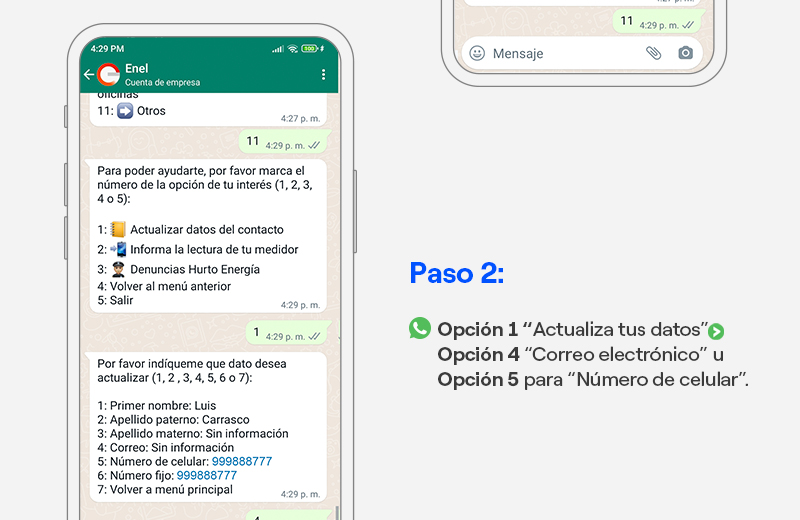 4:29 PM
Enel
Cuenta de empresa
oficinas
11: Otros
4:27 p. m.
11 4:29 p. m.
Para poder ayudarte, por favor marca el
número de la opción de tu interés (1, 2, 3,
4 o 5):
1: Actualizar datos del contacto
2: Informa la lectura de tu medidor
3: Denuncias Hurto Energía
4: Volver al menú anterior
5: Salir
4:29 p. m.
1 4:29 p. m.
Por favor indíqueme que dato desea
actualizar (1, 2 , 3, 4, 5, 6 o 7):
1: Primer nombre: Luis
2: Apellido paterno: Carrasco
3: Apellido materno: Sin información
4: Correo: Sin información
5: Número de celular: 999888777
6: Número fijo: 999888777
7: Volver a menú principal
4:29 p. m.
11 4:29 p. m.
Mensaje
Paso 2:
Opción 1 “Actualiza tus datos”
Opción 4 “Correo electrónico” u
Opción 5 para “Número de celular”.